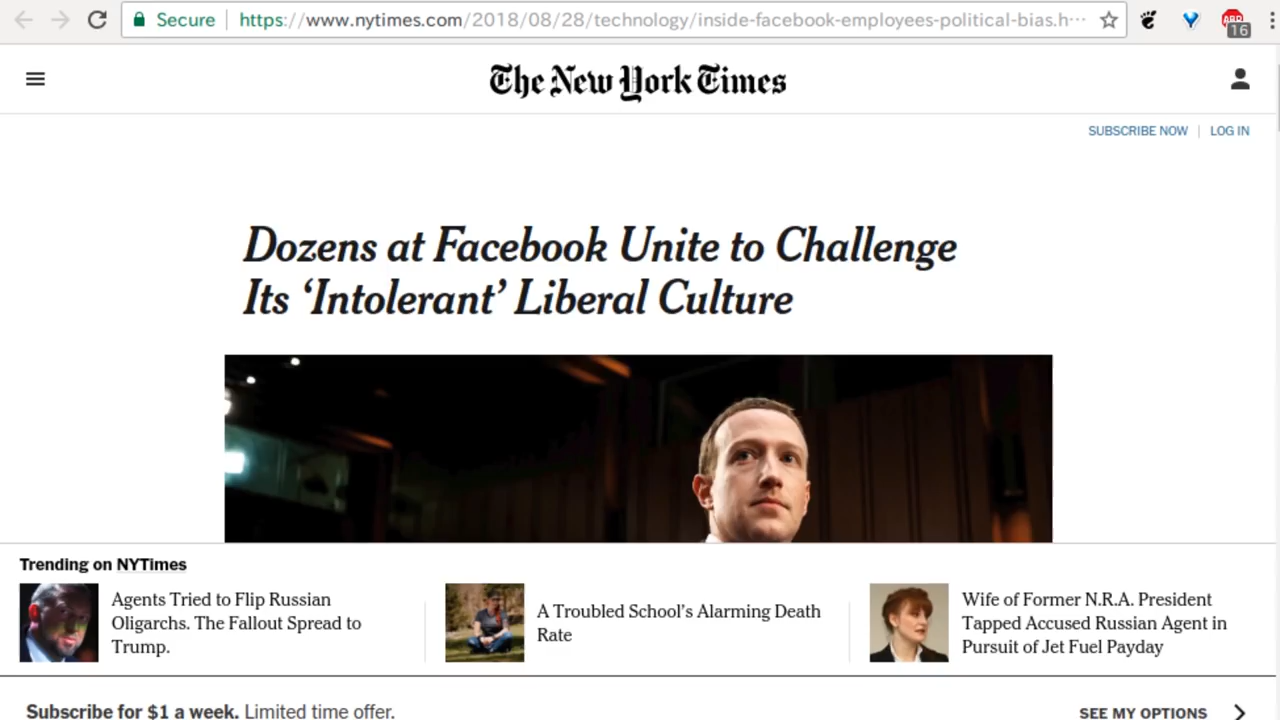 Secure https://www.nytimes.com/2018/08/28/technology/inside-facebook-employees-political-bias.h···
ABP
16
The New York Times
SUBSCRIBE NOW | LOG IN
Dozens at Facebook Unite to Challenge
Its ‘Intolerant’ Liberal Culture
Trending on NYTimes
Agents Tried to Flip Russian
Oligarchs. The Fallout Spread to
Trump.
A Troubled School’s Alarming Death
Rate
Wife of Former N.R.A. President
Tapped Accused Russian Agent in
Pursuit of Jet Fuel Payday
Subscribe for $1 a week. Limited time offer.
SEE MY OPTIONS